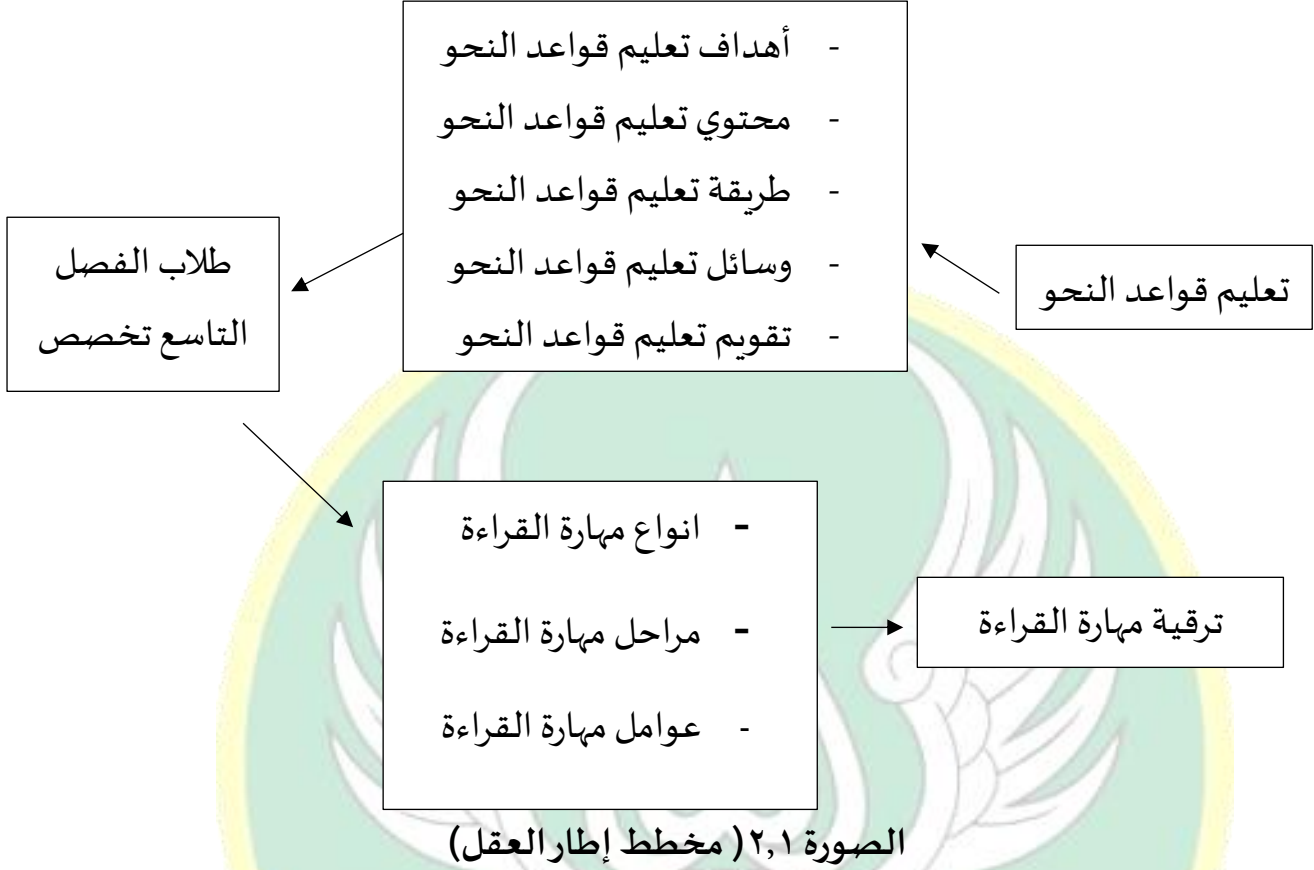 - أهداف تعليم قواعد النحو
- محتوي تعليم قواعد النحو
- طريقة تعليم قواعد النحو
- وسائل تعليم قواعد النحو
- تقويم تعليم قواعد النحو
تعليم قواعد النحو
طلاب الفصل
التاسع تخصص
- انواع مهارة القراءة
- مراحل مهارة القراءة
- عوامل مهارة القراءة
ترقية مهارة القراءة
الصورة ٢,١ ( مخطط إطار العقل)